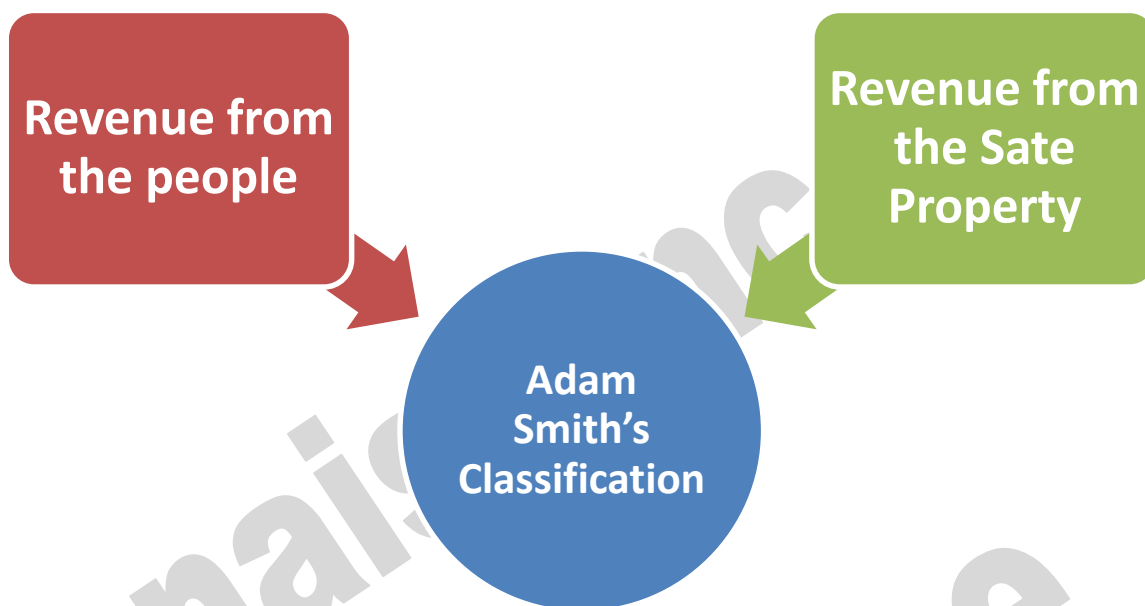 Revenue from
the people
Revenue from
the Sate
Property
Adam
Smith’s
Classification